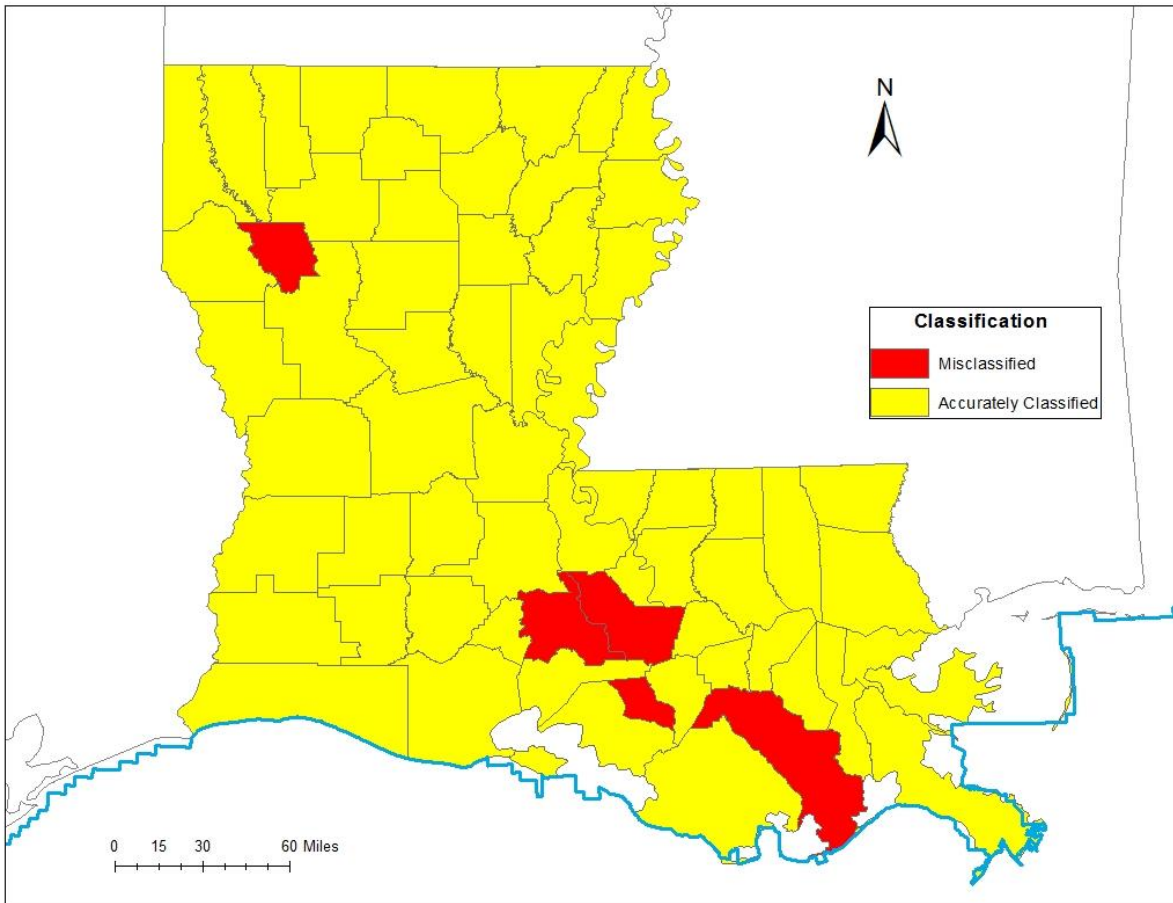 N
Classification
Misclassified
Accurately Classified
0 15 30 60 Miles